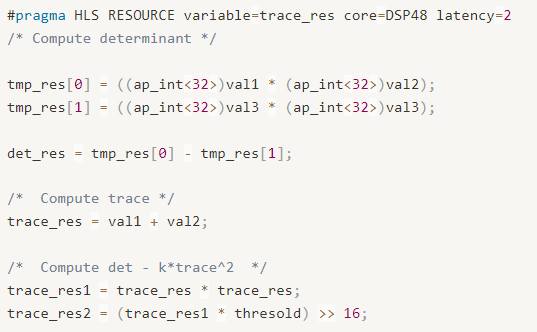 #pragma HLS RESOURCE variable=trace_res core=DSP48 latency=2
/* Compute determinant */
tmp_res[0] = ((ap_int<32>)val1 * (ap_int<32>)val2);
tmp_res[1] = ((ap_int<32>)val3 * (ap_int<32>)val3);
det_res = tmp_res[0] - tmp_res[1];
/*  Compute trace */
trace_res = val1 + val2;
/*  Compute det - k*trace^2  */
trace_res1 = trace_res * trace_res;
trace_res2 = (trace_res1 * thresold) >> 16;